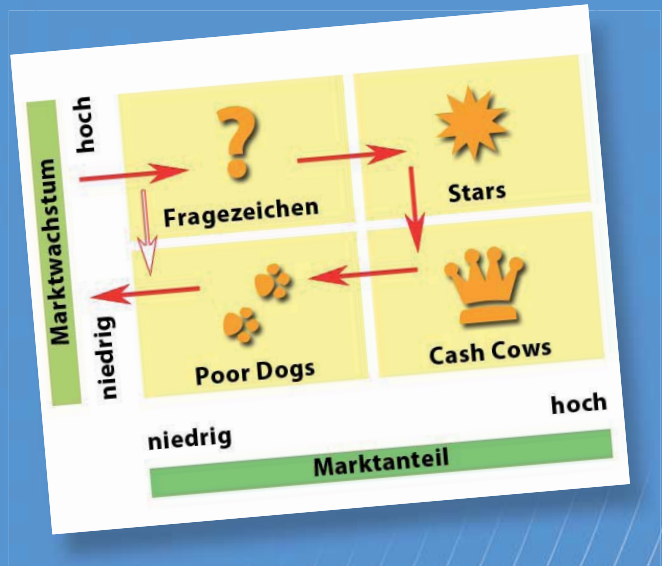 Marktwachstum
hoch
niedrig
?
Fragezeichen
Stars
Poor Dogs
Cash Cows
niedrig
hoch
Marktanteil